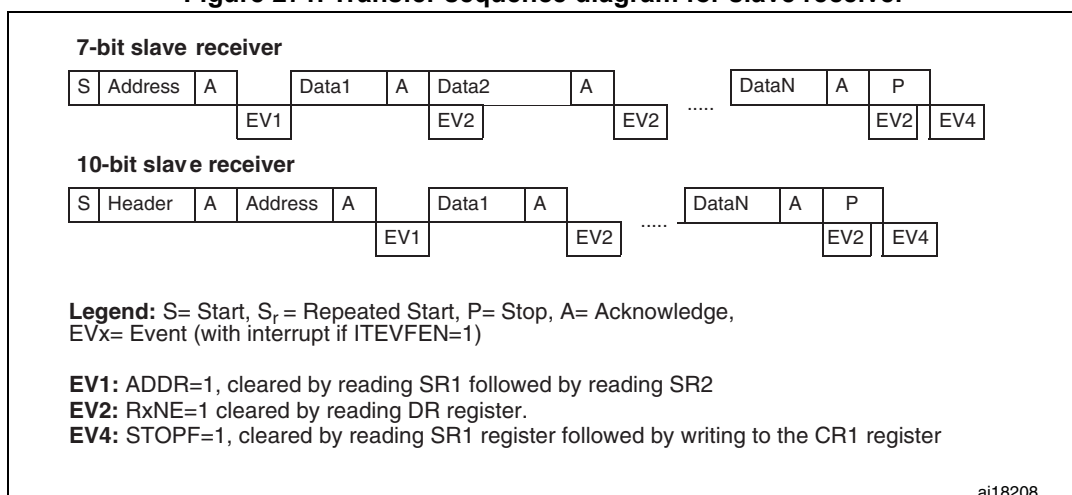 7-bit slave receiver
S Address A Data1 A Data2 A ..... DataN A P
EV1 EV2 EV2 EV2 EV4
10-bit slave receiver
S Header A Address A Data1 A ..... DataN A P
EV1 EV2 EV2 EV4
Legend: S= Start, Sr = Repeated Start, P= Stop, A= Acknowledge,
EVx= Event (with interrupt if ITEVFEN=1)
EV1: ADDR=1, cleared by reading SR1 followed by reading SR2
EV2: RxNE=1 cleared by reading DR register.
EV4: STOPF=1, cleared by reading SR1 register followed by writing to the CR1 register
ai18208